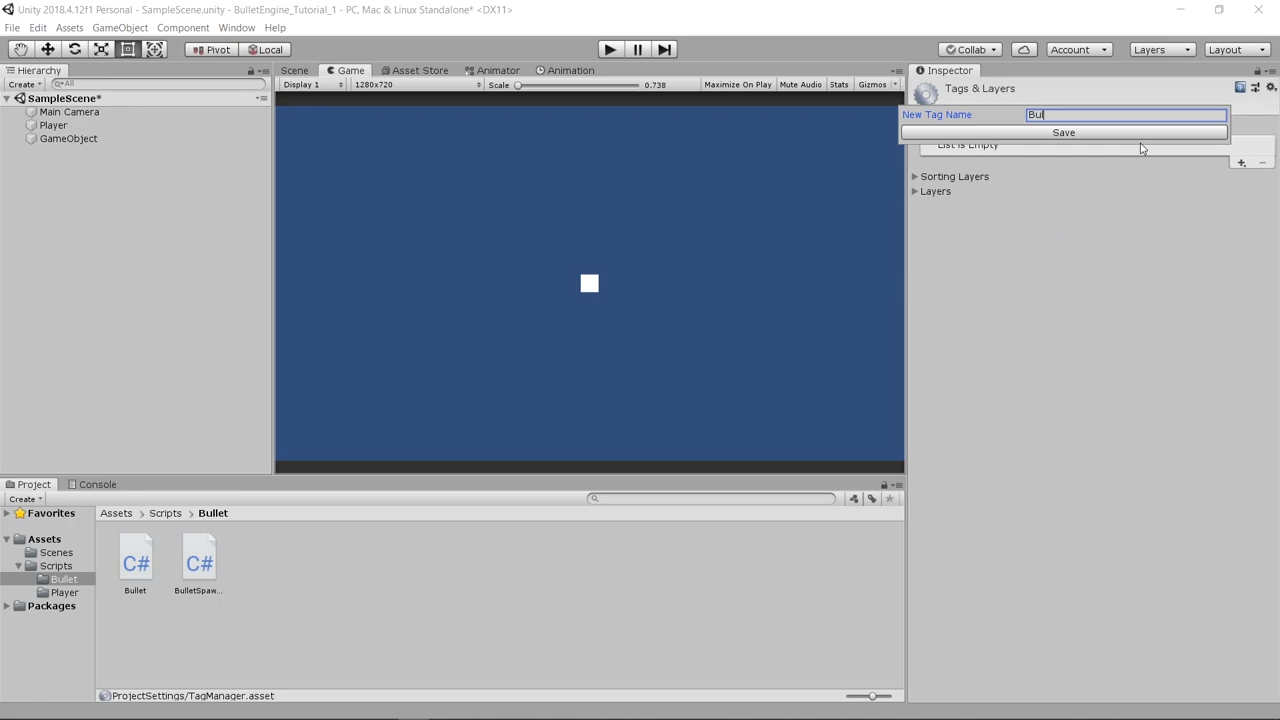 Unity 2018.4.12f1 Personal - SampleScene.unity - BulletEngine_Tutorial_1 - PC, Mac & Linux Standalone* <DX11>
File Edit Assets GameObject Component Window Help
Pivot Local Collab Account Layers Layout
Hierarchy Scene Game Asset Store Animator Animation Inspector
Create All Display 1 1280x720 Scale 0.738 Maximize On Play Mute Audio Stats Gizmos Tags & Layers
SampleScene*
Main Camera New Tag Name Bul
Player Save
GameObject List is Empty
Sorting Layers
Layers
Project Console
Create
Favorites Assets > Scripts > Bullet
Assets
Scenes
Scripts C# C#
Bullet
Player Bullet BulletSpaw...
Packages
ProjectSettings/TagManager.asset